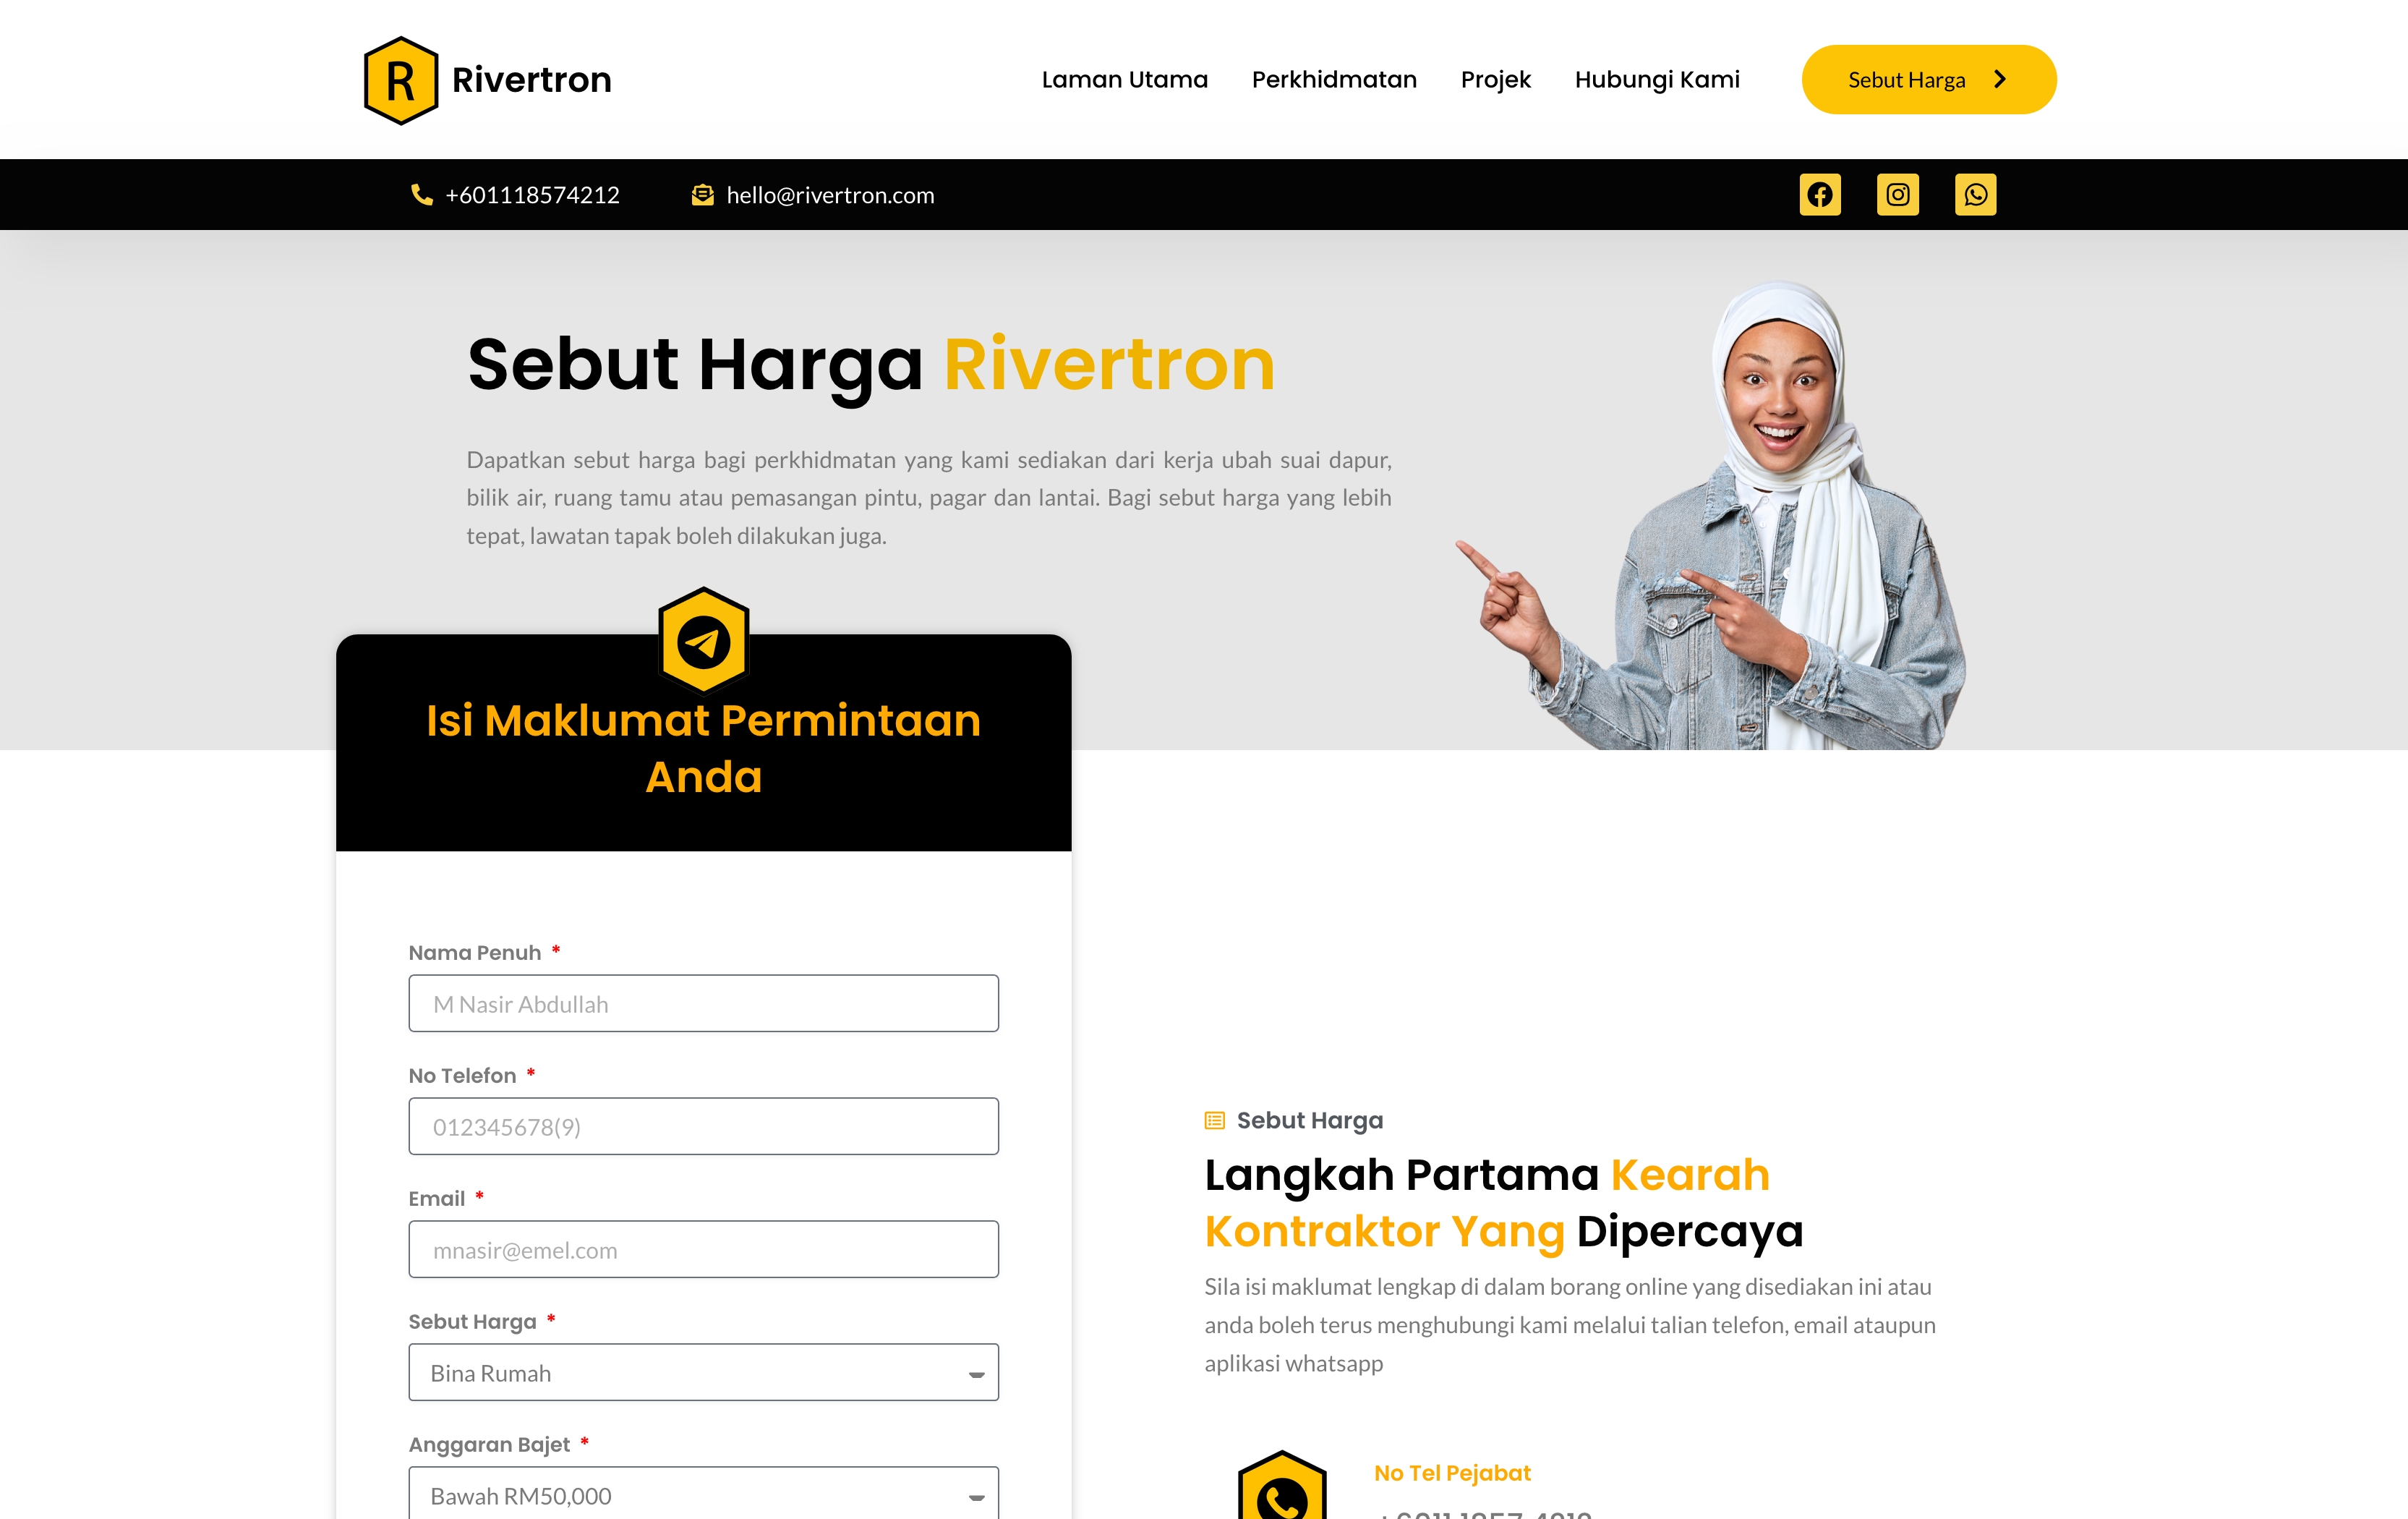 R
Rivertron
Laman Utama
Perkhidmatan
Projek
Hubungi Kami
Sebut Harga
+601118574212
hello@rivertron.com
Sebut Harga Rivertron
Dapatkan sebut harga bagi perkhidmatan yang kami sediakan dari kerja ubah suai dapur,
bilik air, ruang tamu atau pemasangan pintu, pagar dan lantai. Bagi sebut harga yang lebih
tepat, lawatan tapak boleh dilakukan juga.
Isi Maklumat Permintaan
Anda
Nama Penuh *
M Nasir Abdullah
No Telefon *
012345678(9)
Email *
mnasir@emel.com
Sebut Harga *
Bina Rumah
Anggaran Bajet *
Bawah RM50,000
Sebut Harga
Langkah Partama Kearah
Kontraktor Yang Dipercaya
Sila isi maklumat lengkap di dalam borang online yang disediakan ini atau
anda boleh terus menghubungi kami melalui talian telefon, email ataupun
aplikasi whatsapp
No Tel Pejabat